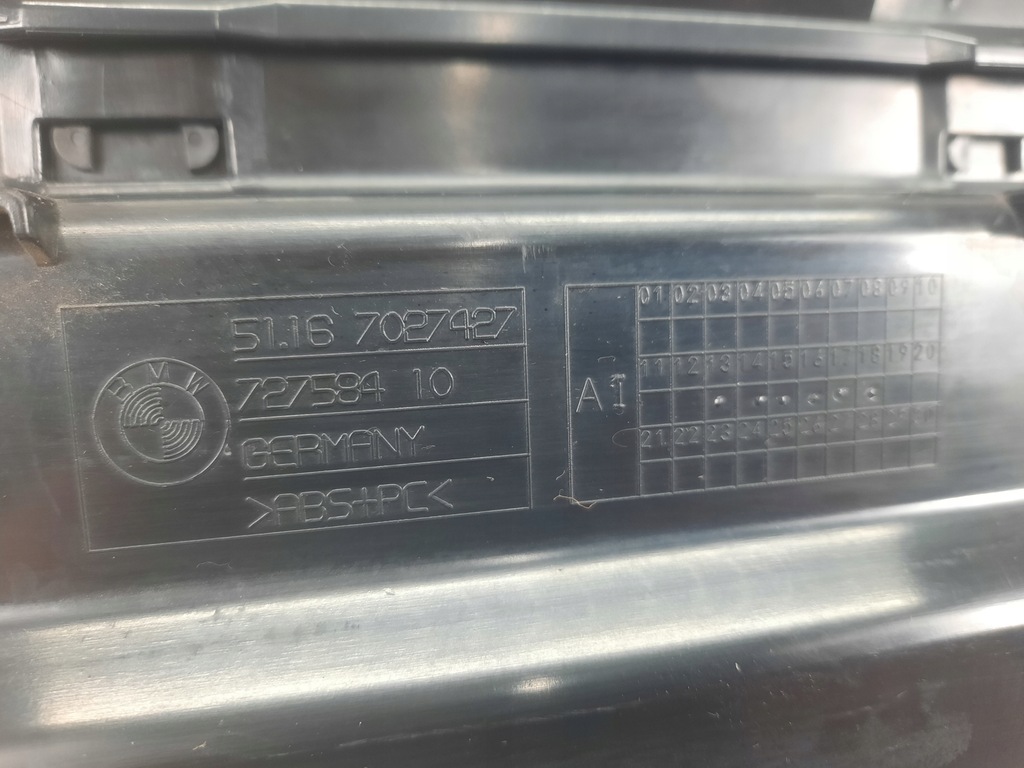 BMW
51.16 7027427
727584 10
GERMANY
>ABS+PC<
A1
01 02 03 04 05 06 07 08 09 10
11 12 13 14 15 16 17 18 19 20
21 22 23 24 25 26 27 28 29 30